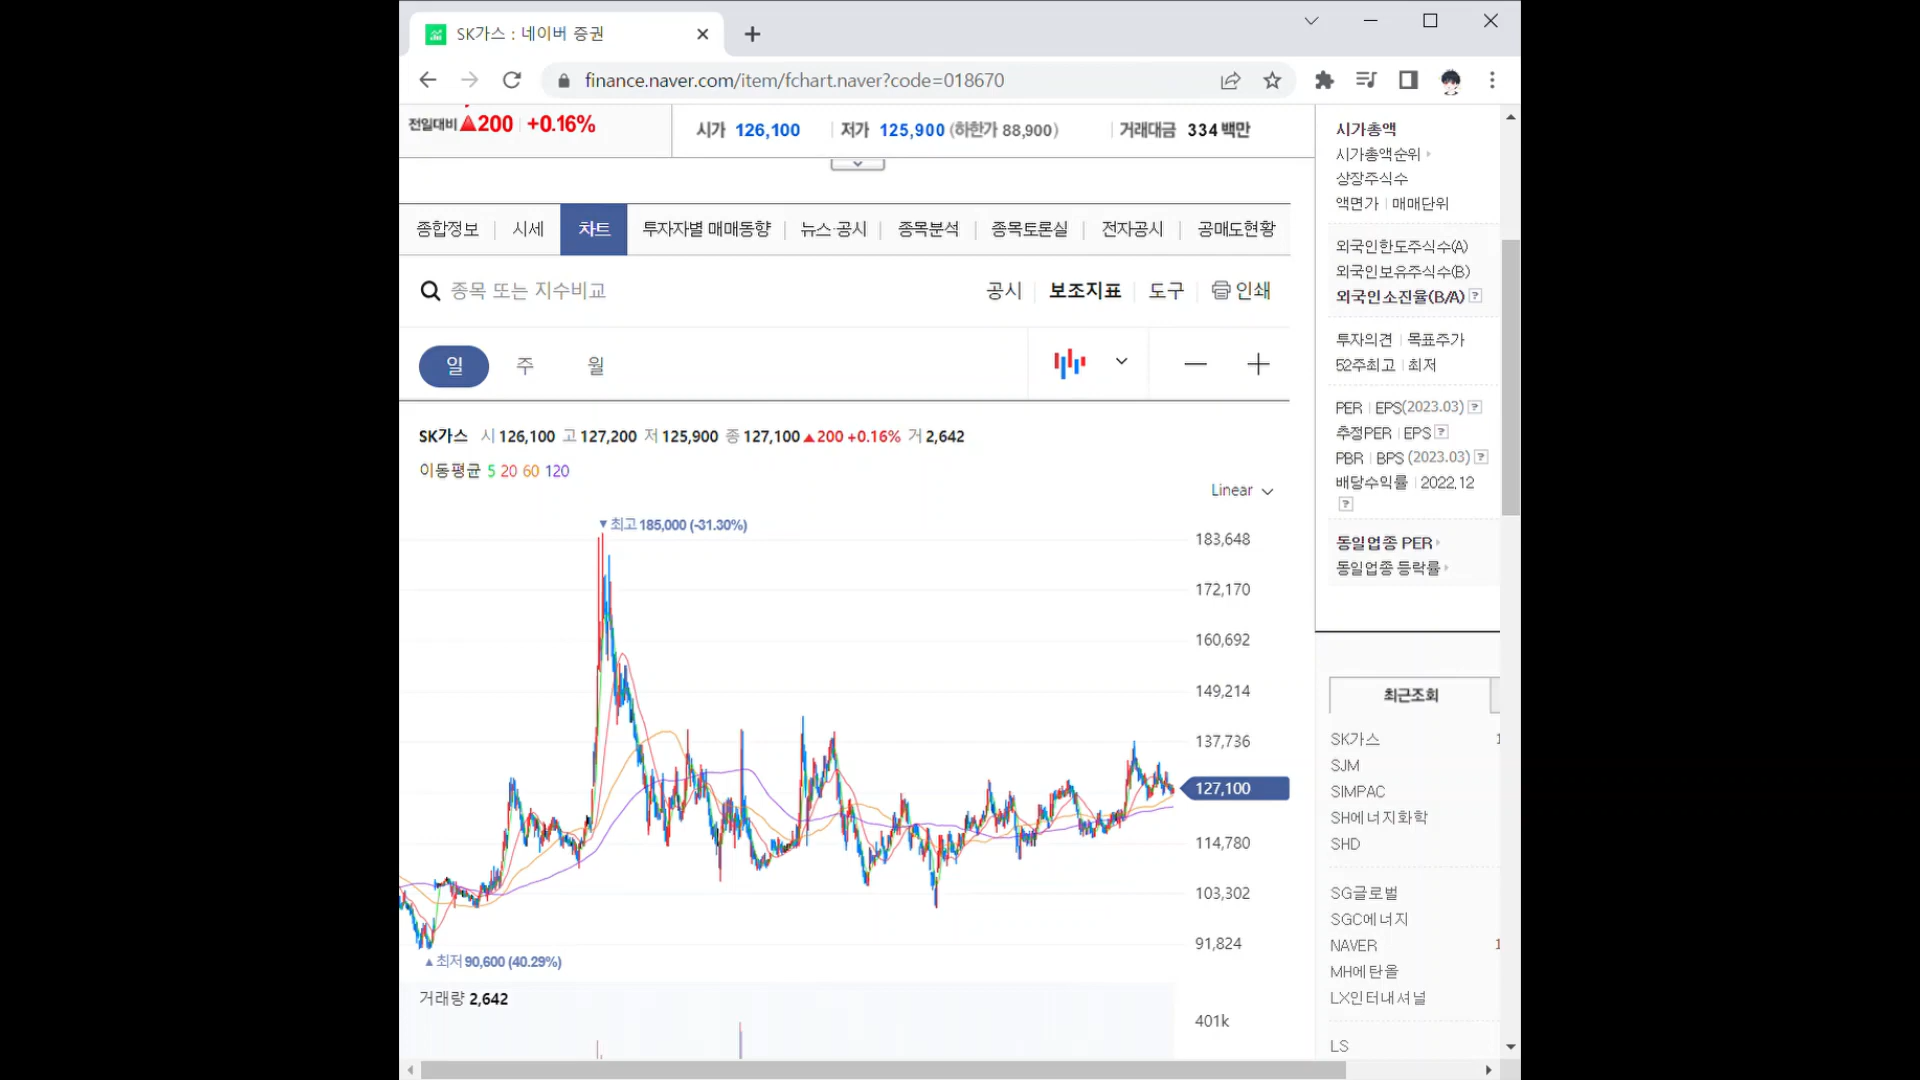 SK가스 : 네이버 증권
finance.naver.com/item/fchart.naver?code=018670
전일대비 ▲200 +0.16%
시가 126,100 저가 125,900 (하한가 88,900) 거래대금 334 백만
종합정보 시세 차트 투자자별 매매동향 뉴스·공시 종목분석 종목토론실 전자공시 공매도현황
종목 또는 지수비교 공시 보조지표 도구 인쇄
일 주 월
SK가스 시 126,100 고 127,200 저 125,900 종 127,100 ▲200 +0.16% 거 2,642
이동평균 5 20 60 120
Linear
▼최고 185,000 (-31.30%)
183,648
172,170
160,692
149,214
137,736
127,100
114,780
103,302
91,824
▲최저 90,600 (40.29%)
거래량 2,642
401k
시가총액
시가총액순위
상장주식수
액면가 | 매매단위
외국인한도주식수(A)
외국인보유주식수(B)
외국인소진율(B/A) ?
투자의견 | 목표주가
52주최고 | 최저
PER | EPS(2023.03) ?
추정PER | EPS ?
PBR | BPS (2023.03) ?
배당수익률 | 2022.12
?
동일업종 PER
동일업종 등락률
최근조회
SK가스 1
SJM
SIMPAC
SH에너지화학
SHD
SG글로벌
SGC에너지
NAVER 1
MH에탄올
LX인터내셔널
LS